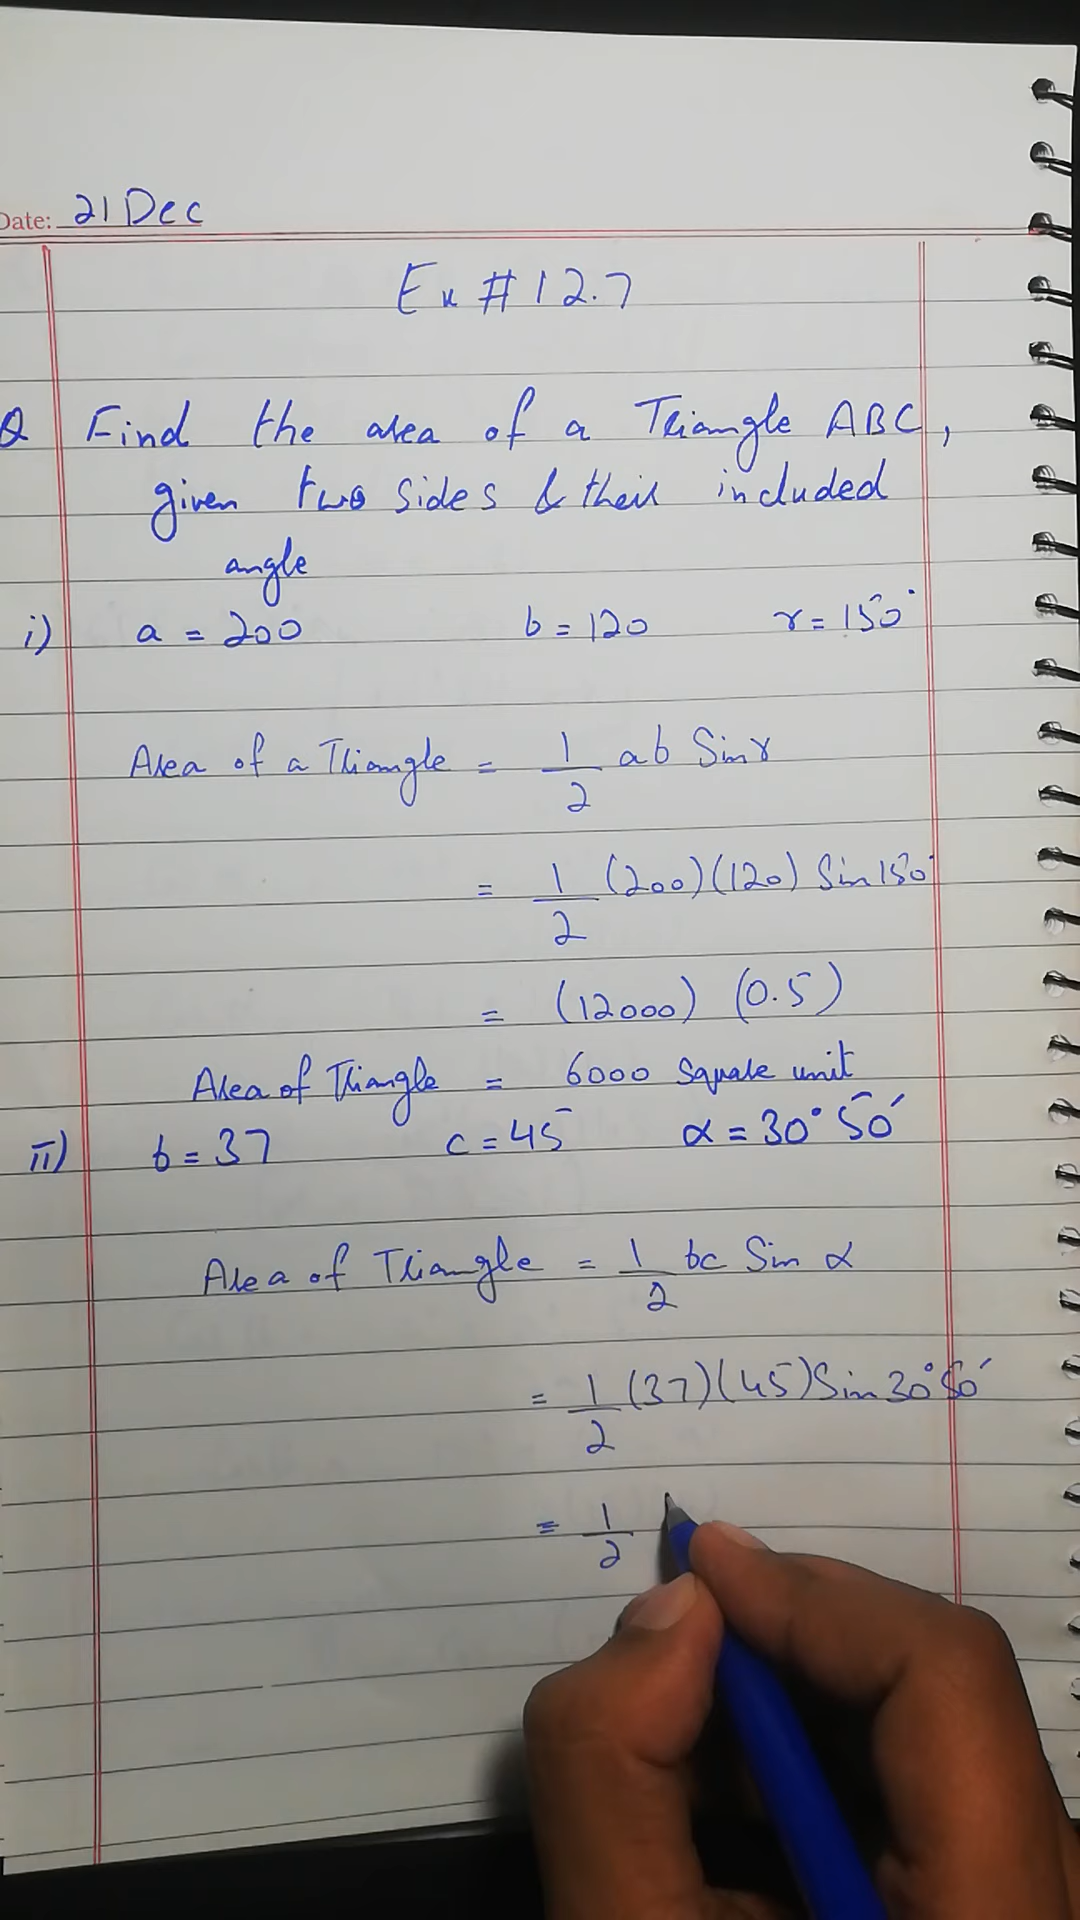 Date: 21 Dec
Ex # 12.7
Q Find the area of a Triangle ABC,
given two sides & their included
angle
i) a = 200 b = 120 γ = 150°
Area of a Triangle = 1/2 ab Sin γ
= 1/2 (200)(120) Sin 150°
= (12000) (0.5)
Area of Triangle = 6000 square unit
ii) b = 37 c = 45 α = 30° 50′
Area of Triangle = 1/2 bc Sin α
= 1/2 (37)(45) Sin 30° 50′
= 1/2